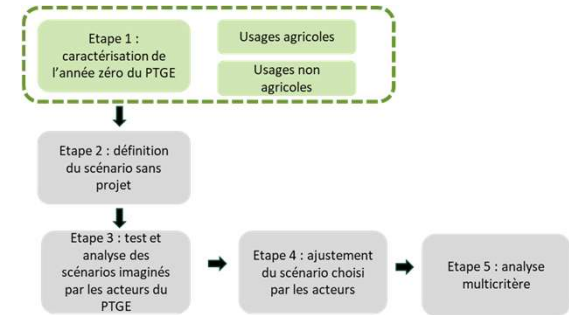 Etape 1 :
caractérisation de
l'année zéro du PTGE
Usages agricoles
Usages non
agricoles
Etape 2 : définition
du scénario sans
projet
Etape 3 : test et
analyse des
scénarios imaginés
par les acteurs du
PTGE
Etape 4 : ajustement
du scénario choisi
par les acteurs
Etape 5 : analyse
multicritère